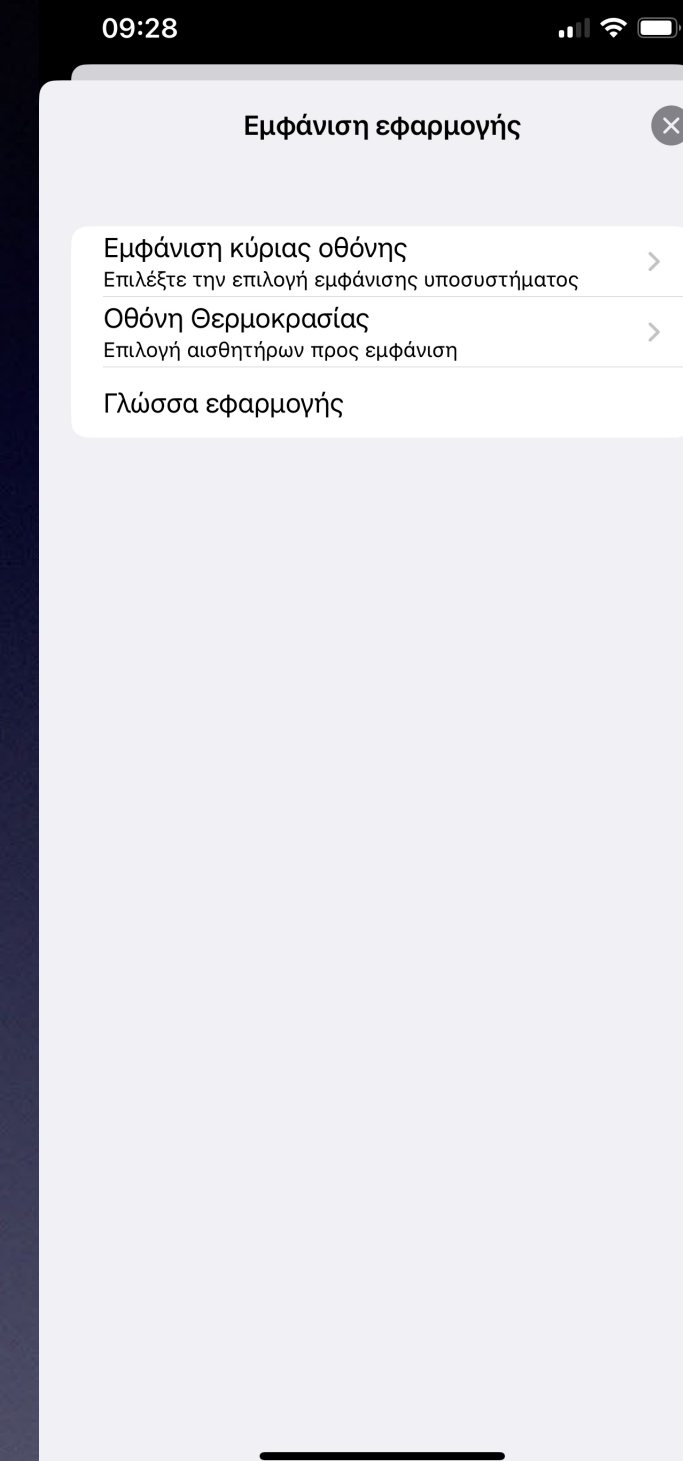 09:28
Εμφάνιση εφαρμογής
Εμφάνιση κύριας οθόνης
Επιλέξτε την επιλογή εμφάνισης υποσυστήματος
Οθόνη Θερμοκρασίας
Επιλογή αισθητήρων προς εμφάνιση
Γλώσσα εφαρμογής